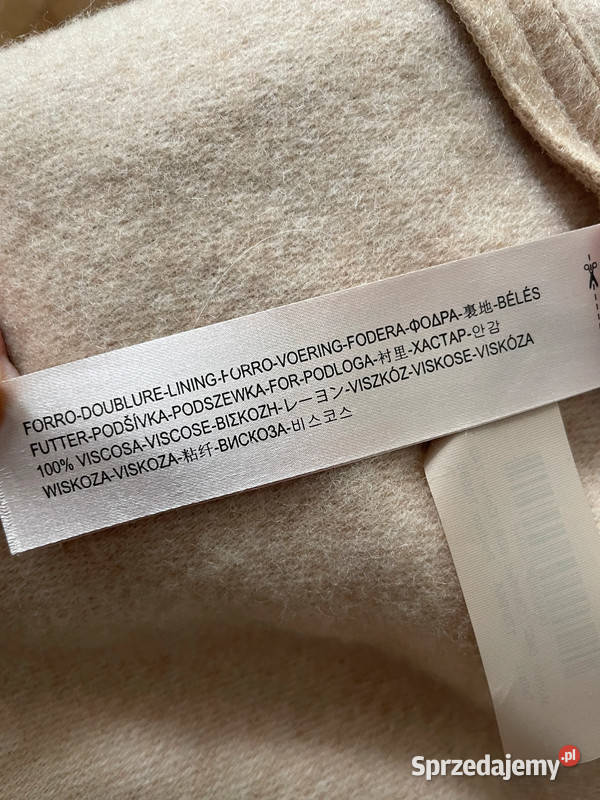 FORRO-DOUBLURE-LINING-FORRO-VOERING-FODERA-ΦΟΔΡΑ-裏地-BÉLÉS
FUTTER-PODŠÍVKA-PODSZEWKA-FOR-PODLOGA-衬里-ХАСТАР-안감
100% VISCOSA-VISCOSE-ΒΙΣΚΟΖΗ-レーヨン-VISZKÓZ-VISKOSE-VISKÓZA
WISKOZA-VISKOZA-粘纤-ВИСКОЗА-비스코스
Sprzedajemy.pl